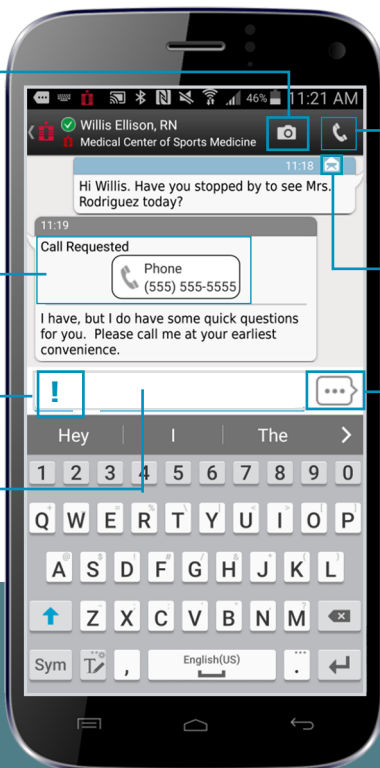 46% 11:21 AM
Willis Ellison, RN
Medical Center of Sports Medicine
11:18
Hi Willis. Have you stopped by to see Mrs.
Rodriguez today?
11:19
Call Requested
Phone
(555) 555-5555
I have, but I do have some quick questions
for you. Please call me at your earliest
convenience.
!
Hey I The
1 2 3 4 5 6 7 8 9 0
Q W E R T Y U I O P
A S D F G H J K L
Z X C V B N M
Sym T , English(US) .